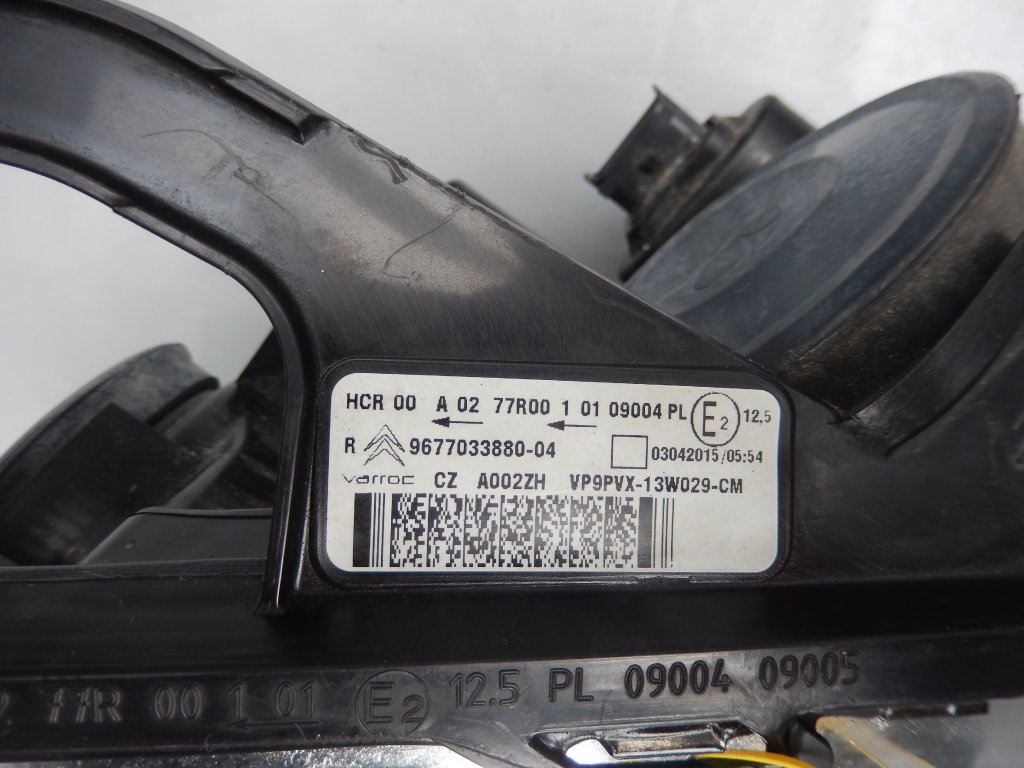 HCR 00 A 02 77R00 1 01 09004 PL E2 12,5
R 9677033880-04 03042015/05:54
varroc CZ A002ZH VP9PVX-13W029-CM
2 77R 00 1 01 E2 12.5 PL 09004 09005